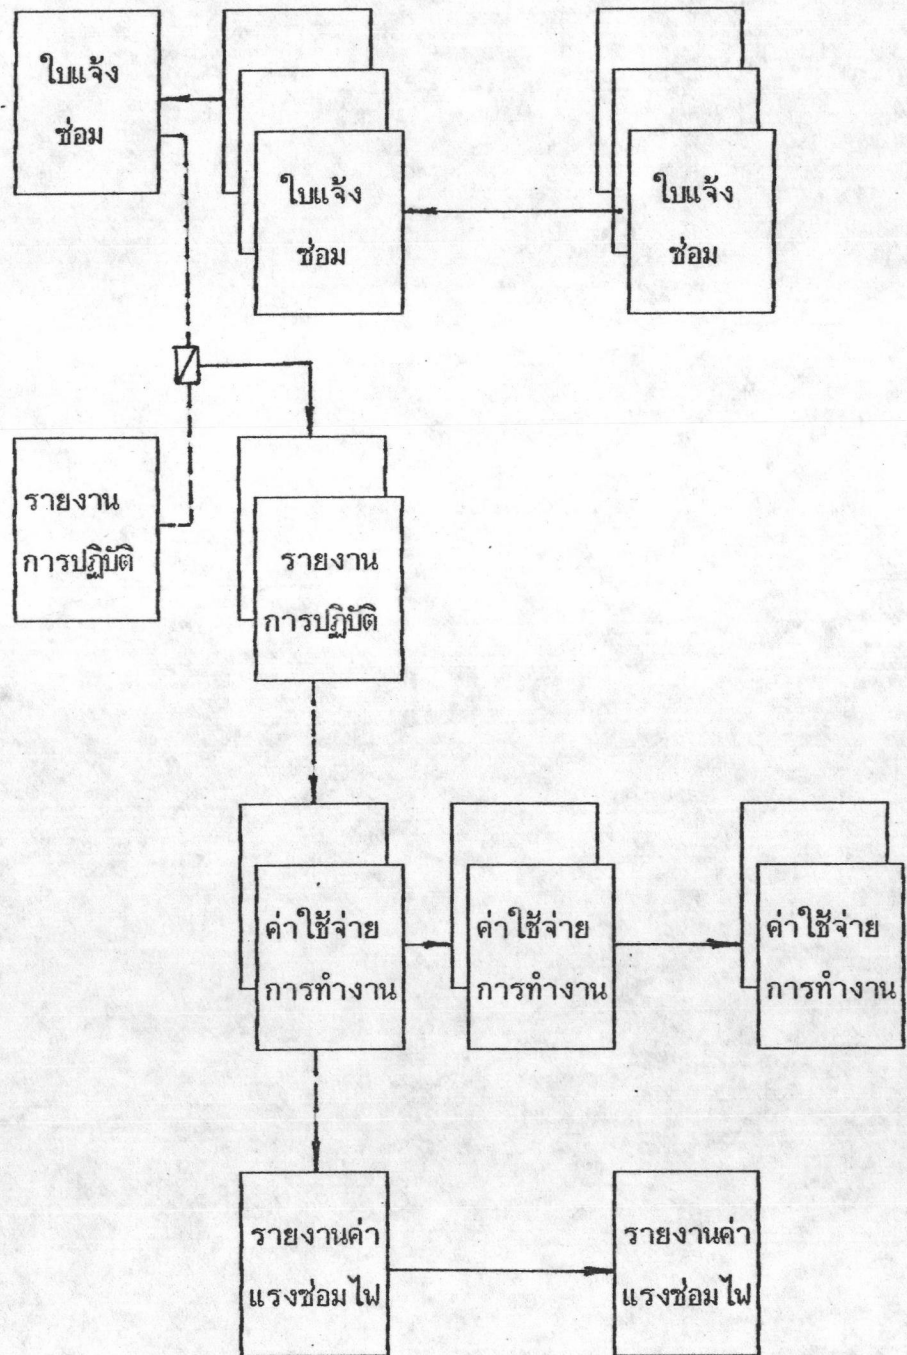 ใบแจ้ง
ซ่อม
ใบแจ้ง
ซ่อม
ใบแจ้ง
ซ่อม
รายงาน
การปฏิบัติ
รายงาน
การปฏิบัติ
ค่าใช้จ่าย
การทำงาน
ค่าใช้จ่าย
การทำงาน
ค่าใช้จ่าย
การทำงาน
รายงานค่า
แรงซ่อมไฟ
รายงานค่า
แรงซ่อมไฟ